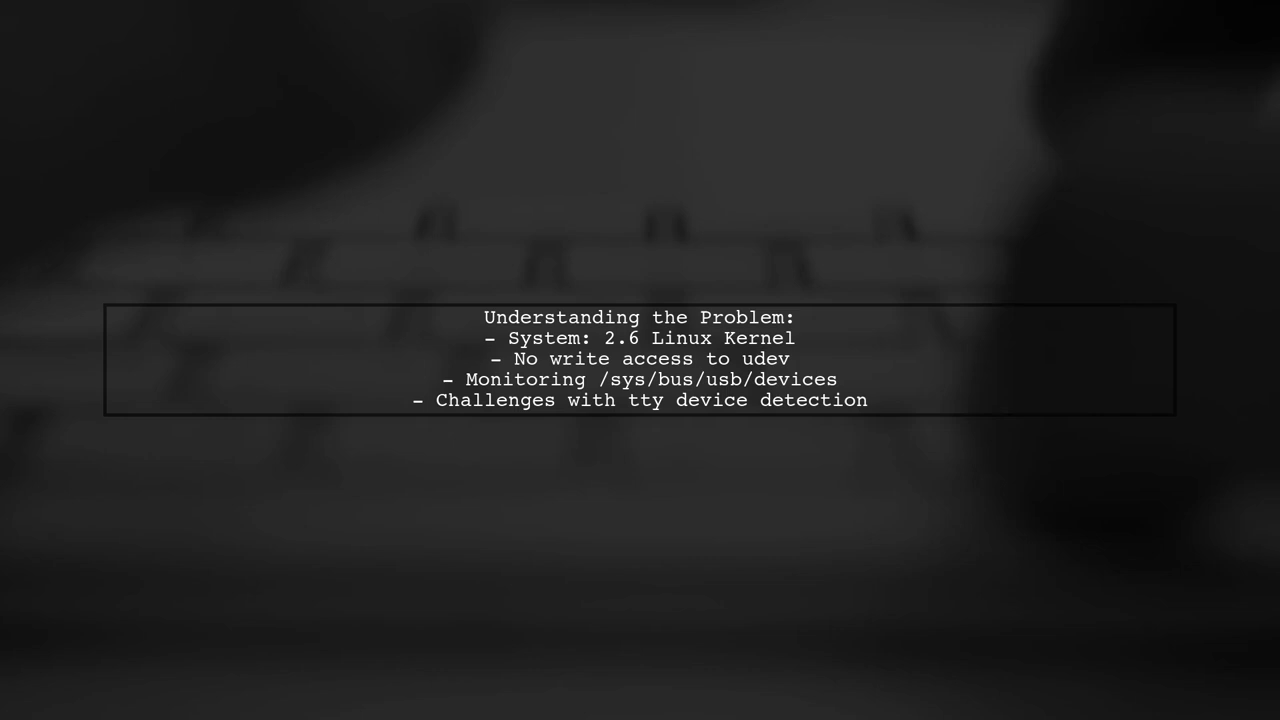 Understanding the Problem:
- System: 2.6 Linux Kernel
- No write access to udev
- Monitoring /sys/bus/usb/devices
- Challenges with tty device detection